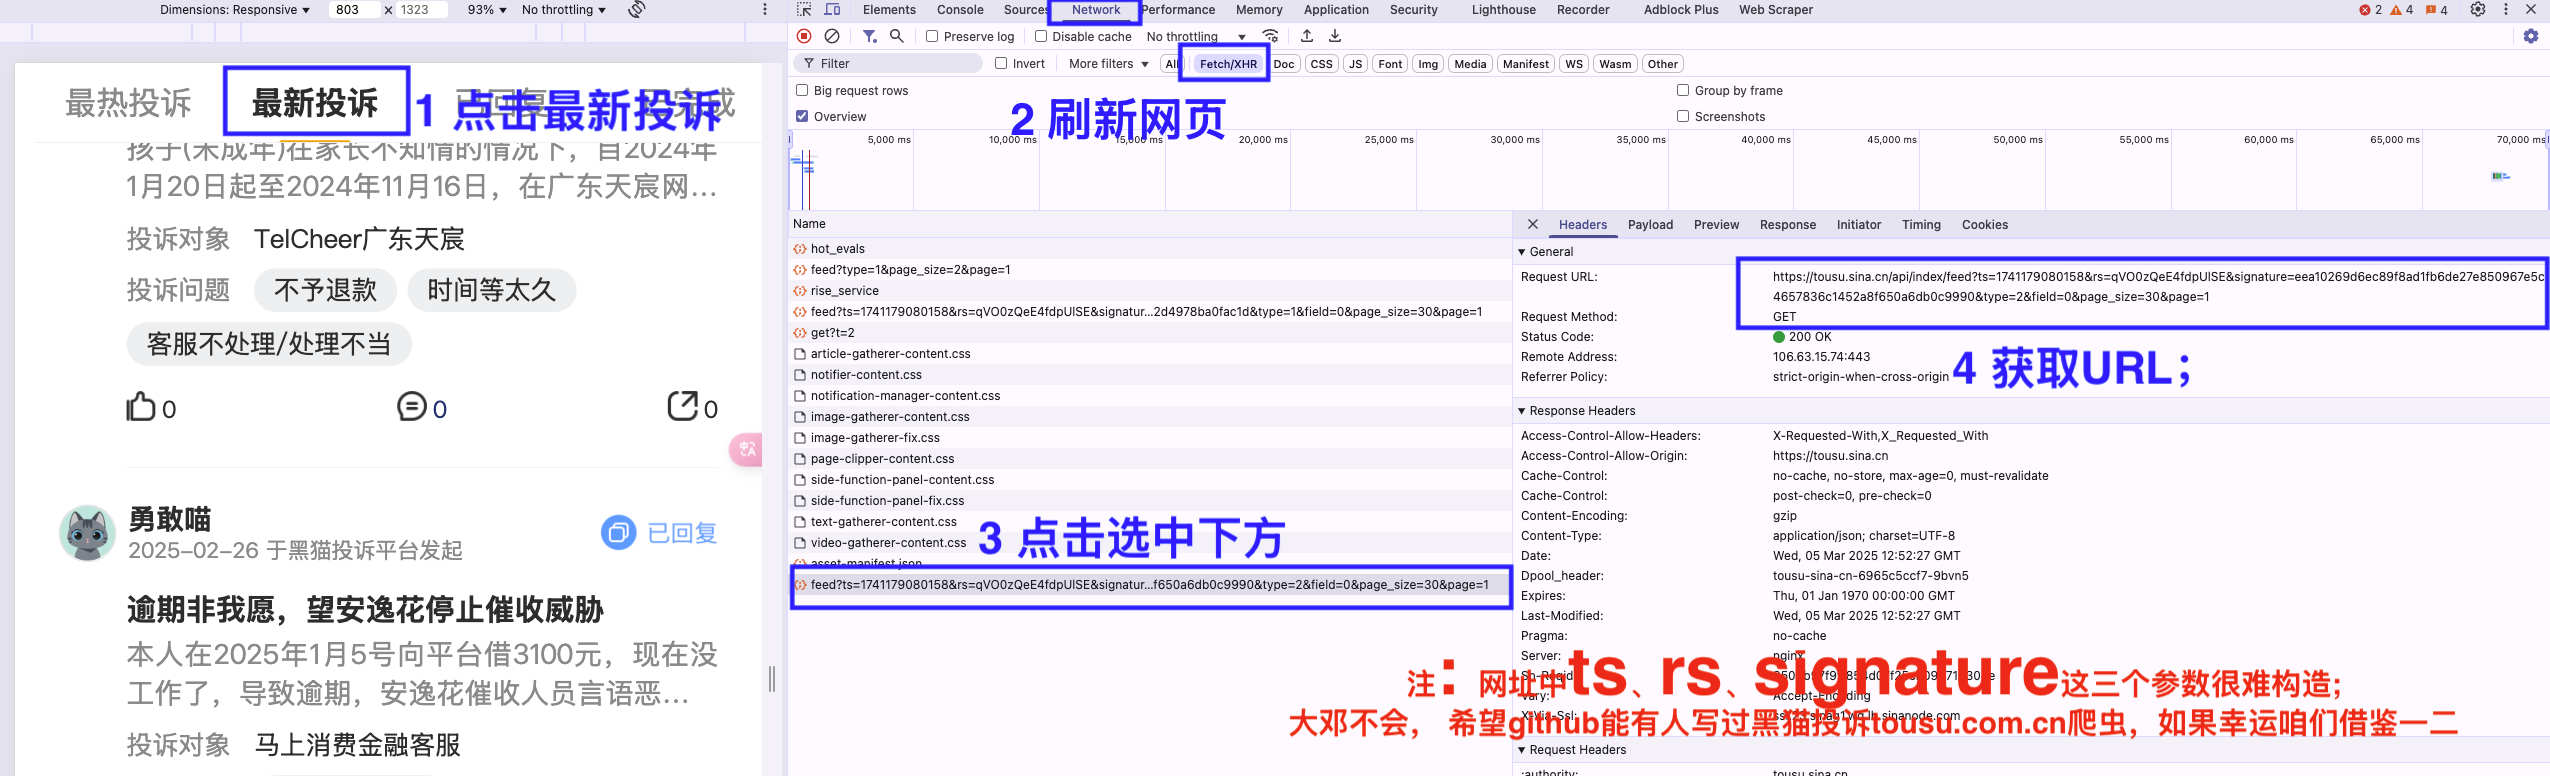 Dimensions: Responsive 803 x 1323 93% No throttling
Elements Console Sources Network Performance Memory Application Security Lighthouse Recorder Adblock Plus Web Scraper 2 4 4
Preserve log Disable cache No throttling
Filter Invert More filters All Fetch/XHR Doc CSS JS Font Img Media Manifest WS Wasm Other
Big request rows Group by frame
Overview Screenshots
2 刷新网页
5,000 ms 10,000 ms 15,000 ms 20,000 ms 25,000 ms 30,000 ms 35,000 ms 40,000 ms 45,000 ms 50,000 ms 55,000 ms 60,000 ms 65,000 ms 70,000 ms
最热投诉 最新投诉 已回复 已完成
1 点击最新投诉
孩子(未成年)在家长不知情的情况下，自2024年
1月20日起至2024年11月16日，在广东天宸网...
投诉对象 TelCheer广东天宸
投诉问题 不予退款 时间等太久
客服不处理/处理不当
0 0 0
勇敢喵
2025-02-26 于黑猫投诉平台发起
已回复
逾期非我愿，望安逸花停止催收威胁
本人在2025年1月5号向平台借3100元，现在没
工作了，导致逾期，安逸花催收人员言语恶...
投诉对象 马上消费金融客服
Name
hot_evals
feed?type=1&page_size=2&page=1
rise_service
feed?ts=1741179080158&rs=qVO0zQeE4fdpUlSE&signatur...2d4978ba0fac1d&type=1&field=0&page_size=30&page=1
get?t=2
article-gatherer-content.css
notifier-content.css
notification-manager-content.css
image-gatherer-content.css
image-gatherer-fix.css
page-clipper-content.css
side-function-panel-content.css
side-function-panel-fix.css
text-gatherer-content.css
video-gatherer-content.css
3 点击选中下方
asset-manifest.json
feed?ts=1741179080158&rs=qVO0zQeE4fdpUlSE&signatur...f650a6db0c9990&type=2&field=0&page_size=30&page=1
Headers Payload Preview Response Initiator Timing Cookies
General
Request URL: https://tousu.sina.cn/api/index/feed?ts=1741179080158&rs=qVO0zQeE4fdpUlSE&signature=eea10269d6ec89f8ad1fb6de27e850967e5c
4657836c1452a8f650a6db0c9990&type=2&field=0&page_size=30&page=1
Request Method: GET
Status Code: 200 OK
Remote Address: 106.63.15.74:443
Referrer Policy: strict-origin-when-cross-origin
4 获取URL；
Response Headers
Access-Control-Allow-Headers: X-Requested-With,X_Requested_With
Access-Control-Allow-Origin: https://tousu.sina.cn
Cache-Control: no-cache, no-store, max-age=0, must-revalidate
Cache-Control: post-check=0, pre-check=0
Content-Encoding: gzip
Content-Type: application/json; charset=UTF-8
Date: Wed, 05 Mar 2025 12:52:27 GMT
Dpool_header: tousu-sina-cn-6965c5ccf7-9bvn5
Expires: Thu, 01 Jan 1970 00:00:00 GMT
Last-Modified: Wed, 05 Mar 2025 12:52:27 GMT
Pragma: no-cache
Server: nginx
Vary: Accept-Encoding
X-Via-Ssl:
注：网址中ts、rs、signature这三个参数很难构造；
大邓不会， 希望github能有人写过黑猫投诉tousu.com.cn爬虫，如果幸运咱们借鉴一二
Request Headers
:authority: tousu.sina.cn